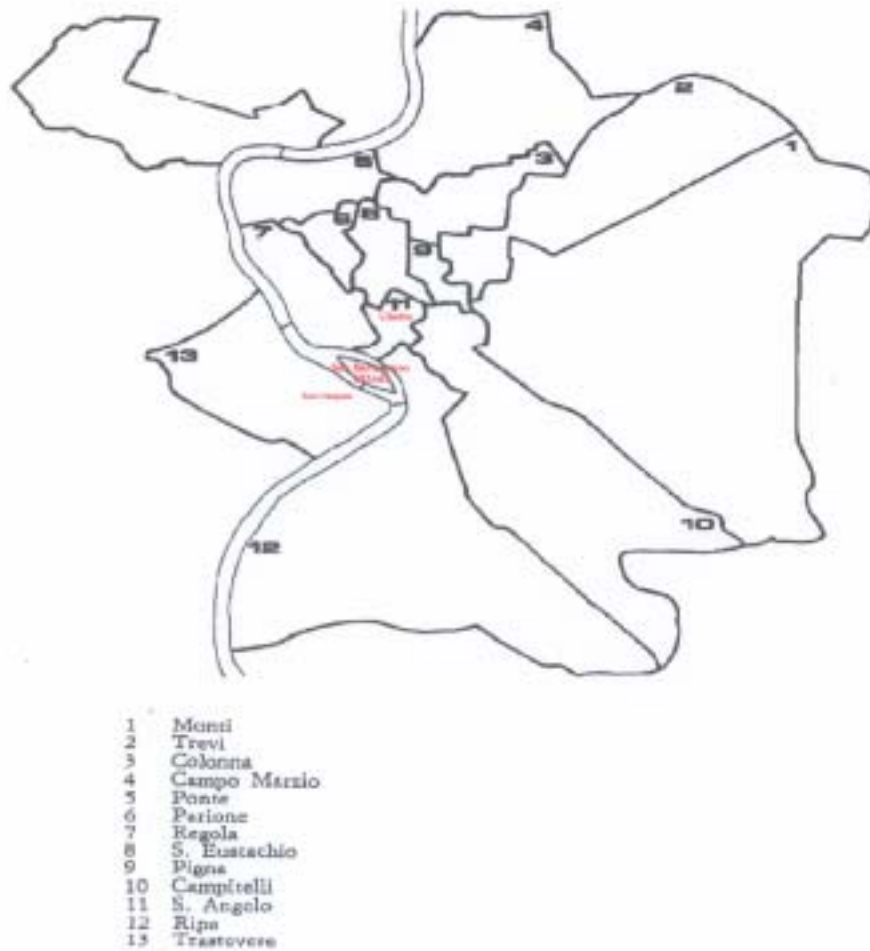 4
2
1
5
3
6
8
7
9
11
13
10
12
1 Monti
2 Trevi
3 Colonna
4 Campo Marzio
5 Ponte
6 Parione
7 Regola
8 S. Eustachio
9 Pigna
10 Campitelli
11 S. Angelo
12 Ripa
13 Trastevere